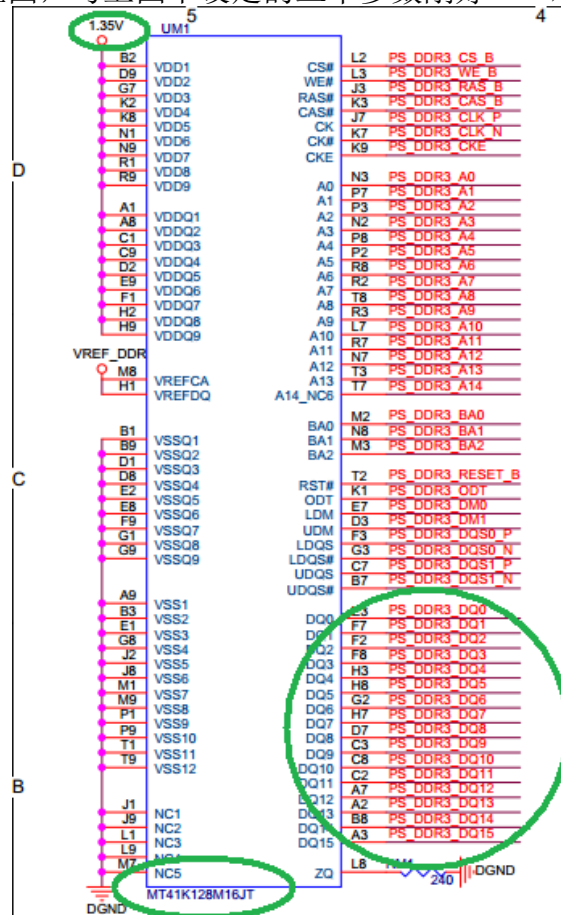 5
4
1.35V
UM1
B2 VDD1
D9 VDD2
G7 VDD3
K2 VDD4
K8 VDD5
N1 VDD6
N9 VDD7
R1 VDD8
R9 VDD9
D
A1 VDDQ1
A8 VDDQ2
C1 VDDQ3
C9 VDDQ4
D2 VDDQ5
E9 VDDQ6
F1 VDDQ7
H2 VDDQ8
H9 VDDQ9
VREF_DDR
M8 VREFCA
H1 VREFDQ
B1 VSSQ1
B9 VSSQ2
D1 VSSQ3
D8 VSSQ4
E2 VSSQ5
E8 VSSQ6
F9 VSSQ7
G1 VSSQ8
G9 VSSQ9
C
A9 VSS1
B3 VSS2
E1 VSS3
G8 VSS4
J2 VSS5
J8 VSS6
M1 VSS7
M9 VSS8
P1 VSS9
P9 VSS10
T1 VSS11
T9 VSS12
B
J1 NC1
J9 NC2
L1 NC3
L9
M7 NC5
DGND
MT41K128M16JT
CS# L2 PS_DDR3_CS_B
WE# L3 PS_DDR3_WE_B
RAS# J3 PS_DDR3_RAS_B
CAS# K3 PS_DDR3_CAS_B
CK J7 PS_DDR3_CLK_P
CK# K7 PS_DDR3_CLK_N
CKE K9 PS_DDR3_CKE
A0 N3 PS_DDR3_A0
A1 P7 PS_DDR3_A1
A2 P3 PS_DDR3_A2
A3 N2 PS_DDR3_A3
A4 P8 PS_DDR3_A4
A5 P2 PS_DDR3_A5
A6 R8 PS_DDR3_A6
A7 R2 PS_DDR3_A7
A8 T8 PS_DDR3_A8
A9 R3 PS_DDR3_A9
A10 L7 PS_DDR3_A10
A11 R7 PS_DDR3_A11
A12 N7 PS_DDR3_A12
A13 T3 PS_DDR3_A13
A14_NC6 T7 PS_DDR3_A14
BA0 M2 PS_DDR3_BA0
BA1 N8 PS_DDR3_BA1
BA2 M3 PS_DDR3_BA2
RST# T2 PS_DDR3_RESET_B
ODT K1 PS_DDR3_ODT
LDM E7 PS_DDR3_DM0
UDM D3 PS_DDR3_DM1
LDQS F3 PS_DDR3_DQS0_P
LDQS# G3 PS_DDR3_DQS0_N
UDQS C7 PS_DDR3_DQS1_P
UDQS# B7 PS_DDR3_DQS1_N
DQ0 E3 PS_DDR3_DQ0
DQ1 F7 PS_DDR3_DQ1
DQ2 F2 PS_DDR3_DQ2
DQ3 F8 PS_DDR3_DQ3
DQ4 H3 PS_DDR3_DQ4
DQ5 H8 PS_DDR3_DQ5
DQ6 G2 PS_DDR3_DQ6
DQ7 H7 PS_DDR3_DQ7
DQ8 D7 PS_DDR3_DQ8
DQ9 C3 PS_DDR3_DQ9
DQ10 C8 PS_DDR3_DQ10
DQ11 C2 PS_DDR3_DQ11
DQ12 A7 PS_DDR3_DQ12
DQ13 A2 PS_DDR3_DQ13
B8 PS_DDR3_DQ14
DQ15 A3 PS_DDR3_DQ15
ZQ L8 240 DGND